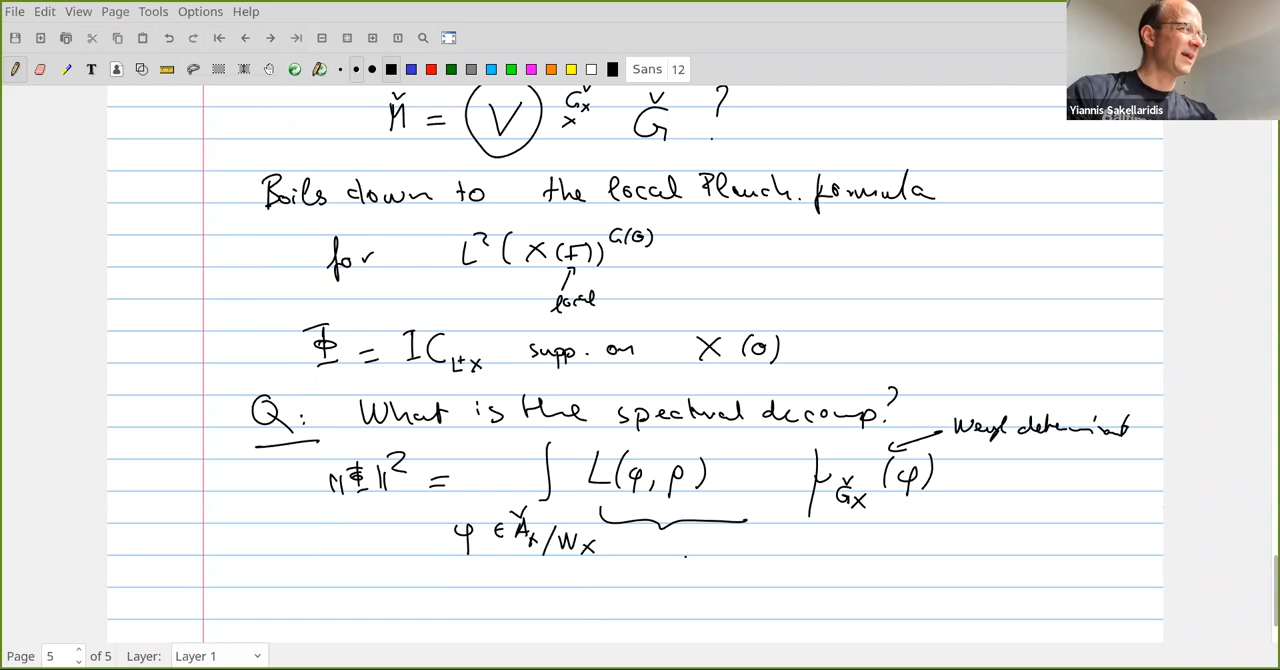 File Edit View Page Tools Options Help
Sans 12
Yiannis Sakellaridis
M̌ = V ×^{Ǧ_X} Ǧ ?
Boils down to the local Planch. formula
for L² ( X (F))^{G(O)}
↑
local
Φ = IC_{L⁺X} supp. on X (O)
Q: What is the spectral decomp?
Weyl determinant
||Φ||² = ∫ L(φ, ρ) μ_{Ǧ_X} (φ)
φ ∈ Ǎ_X / W_X
Page 5 of 5 Layer: Layer 1